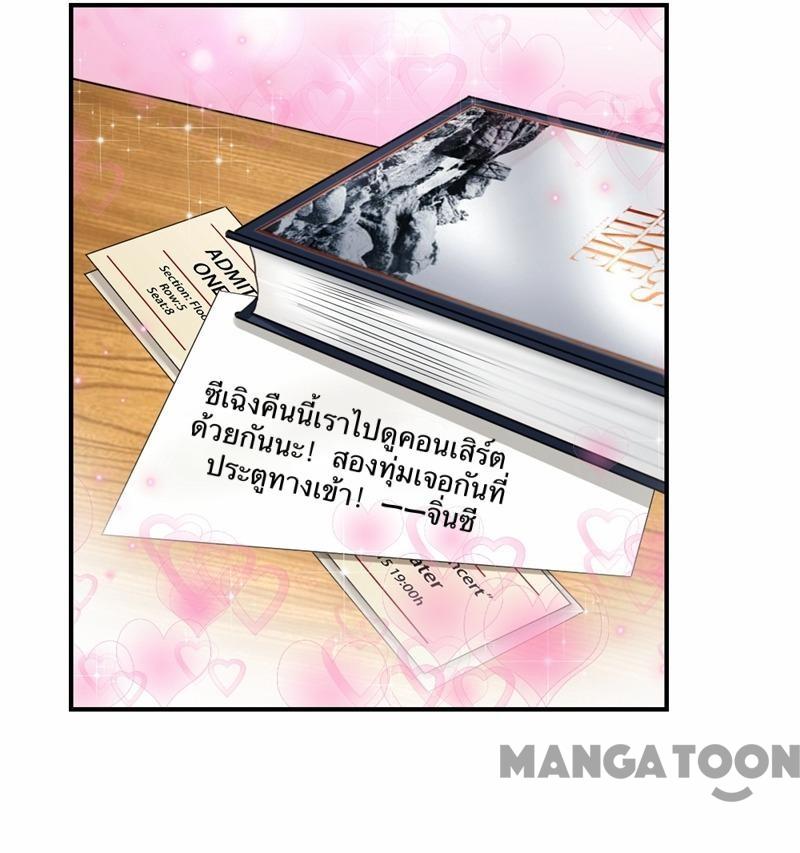 IT TAKES
TIME
ADMIT
ONE
Section: Floo
Row:5
Seat:8
ซีเฉิงคืนนี้เราไปดูคอนเสิร์ต
ด้วยกันนะ! สองทุ่มเจอกันที่
ประตูทางเข้า! ——จิ่นซี
ncert"
ater
5 19:00h
MANGATOON